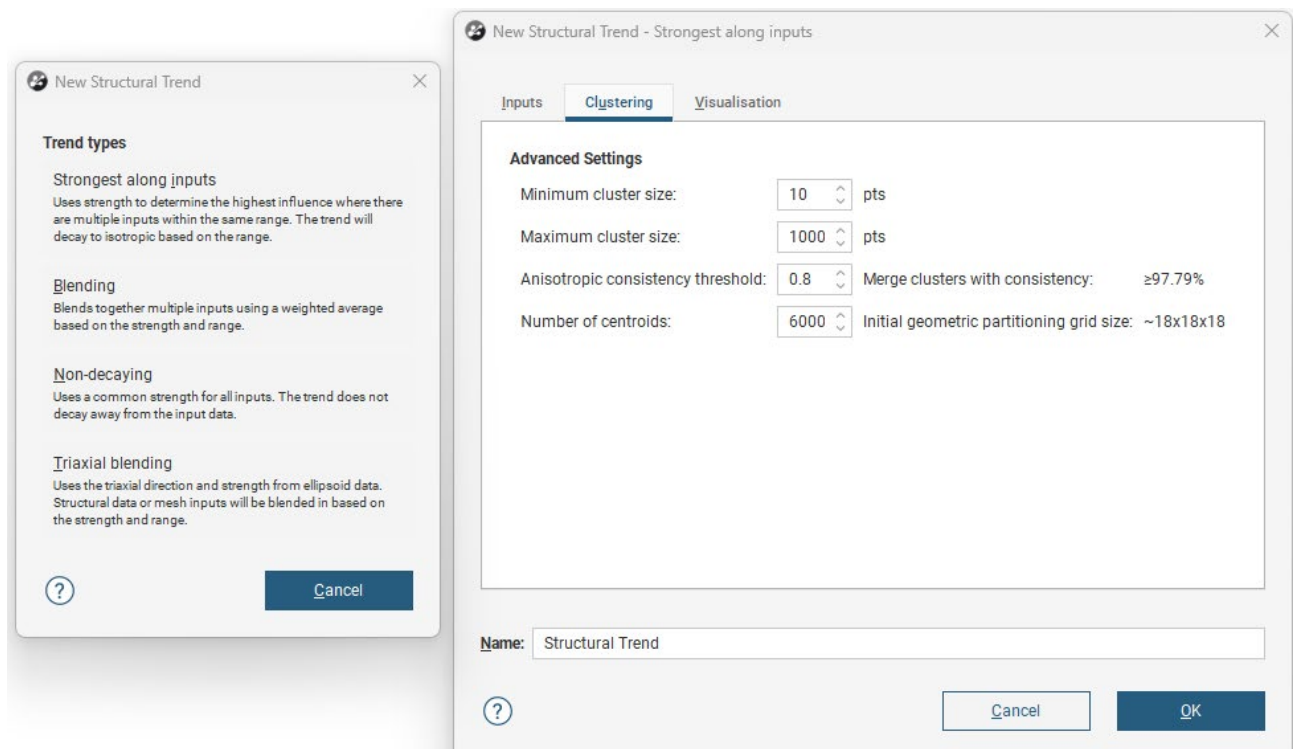 New Structural Trend
Trend types
Strongest along inputs
Uses strength to determine the highest influence where there
are multiple inputs within the same range. The trend will
decay to isotropic based on the range.
Blending
Blends together multiple inputs using a weighted average
based on the strength and range.
Non-decaying
Uses a common strength for all inputs. The trend does not
decay away from the input data.
Triaxial blending
Uses the triaxial direction and strength from ellipsoid data.
Structural data or mesh inputs will be blended in based on
the strength and range.
?
Cancel
New Structural Trend - Strongest along inputs
Inputs Clustering Visualisation
Advanced Settings
Minimum cluster size: 10 pts
Maximum cluster size: 1000 pts
Anisotropic consistency threshold: 0.8 Merge clusters with consistency: ≥97.79%
Number of centroids: 6000 Initial geometric partitioning grid size: ~18x18x18
Name: Structural Trend
?
Cancel OK